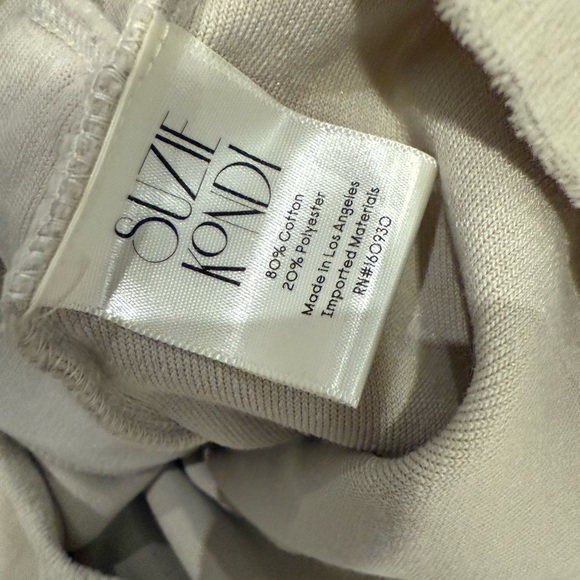 SUZIE
KONDI
80% Cotton
20% Polyester
Made in Los Angeles
Imported Materials
RN#160930